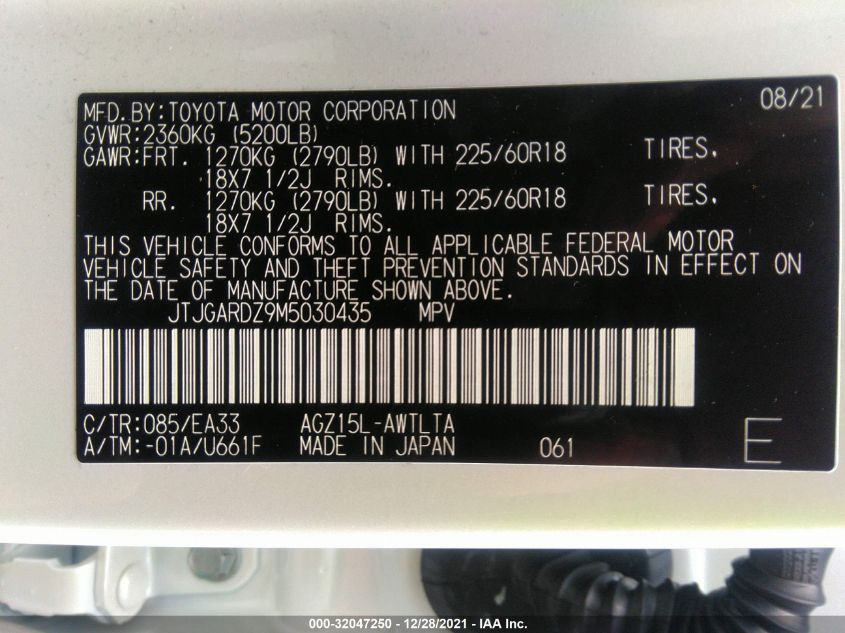 08/21
MFD.BY:TOYOTA MOTOR CORPORATION
GVWR:2360KG (5200LB)
GAWR:FRT. 1270KG (2790LB) WITH 225/60R18 TIRES.
18X7 1/2J RIMS.
RR. 1270KG (2790LB) WITH 225/60R18 TIRES.
18X7 1/2J RIMS.
THIS VEHICLE CONFORMS TO ALL APPLICABLE FEDERAL MOTOR
VEHICLE SAFETY AND THEFT PREVENTION STANDARDS IN EFFECT ON
THE DATE OF MANUFACTURE SHOWN ABOVE.
JTJGARDZ9M5030435 MPV
C/TR:085/EA33 AGZ15L-AWTLTA
A/TM:-01A/U661F MADE IN JAPAN 061 E
000-32047250 - 12/28/2021 - IAA Inc.